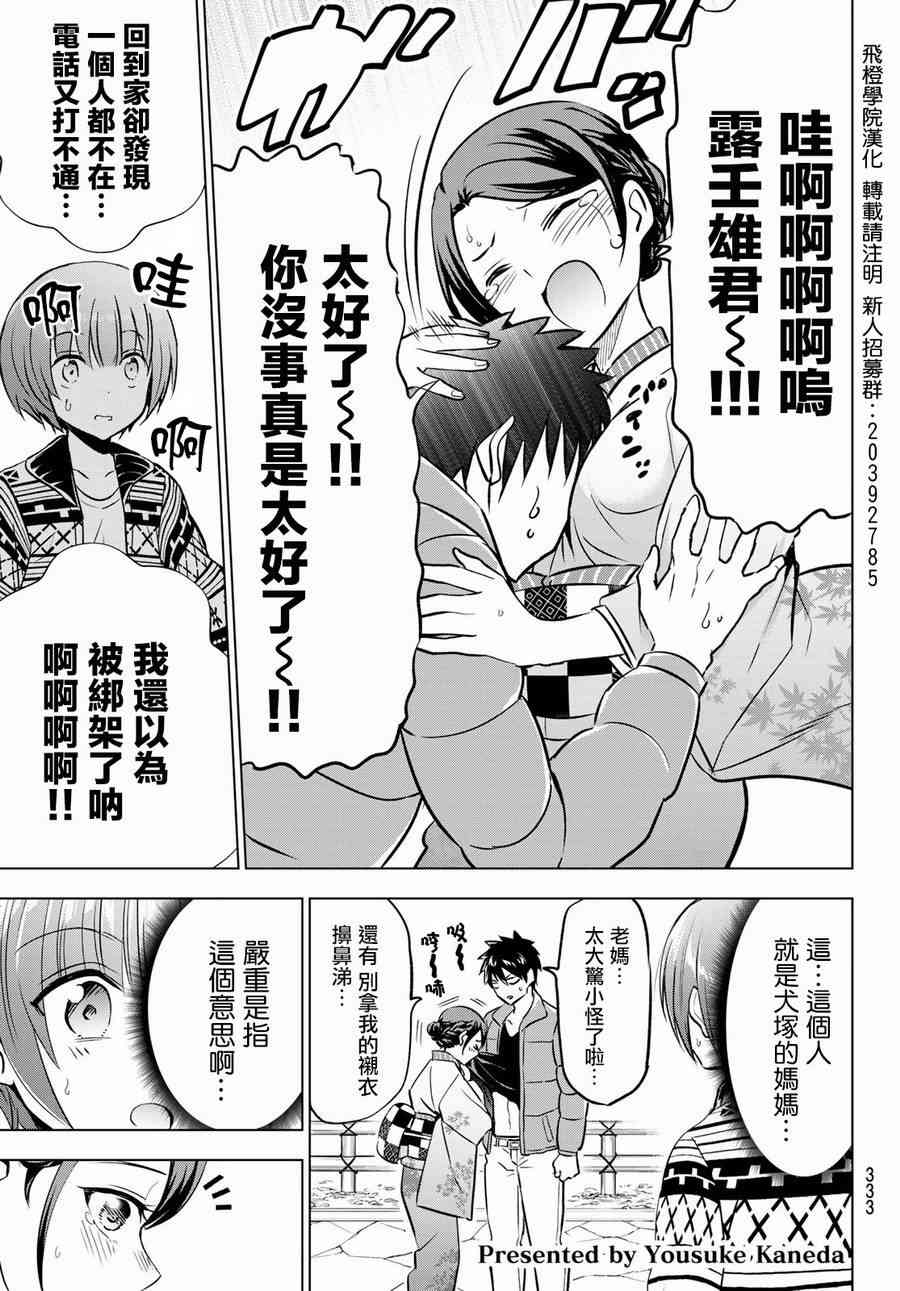 飛橙學院漢化 轉載請注明 新人招募群：20392785
哇啊啊啊啊嗚
露壬雄君～!!!
太好了～!!
你沒事真是太好了～!!
回到家卻發現
一個人都不在…
電話又打不通…
哇
啊
啊
我還以為
被綁架了吶
啊啊啊啊!!
這…這個人
就是犬塚的媽媽…
老媽…
太大驚小怪了啦…
還有 別拿我的襯衣
擤鼻涕…
吸～
嚴重是指
這個意思啊…
333
Presented by Yousuke Kaneda